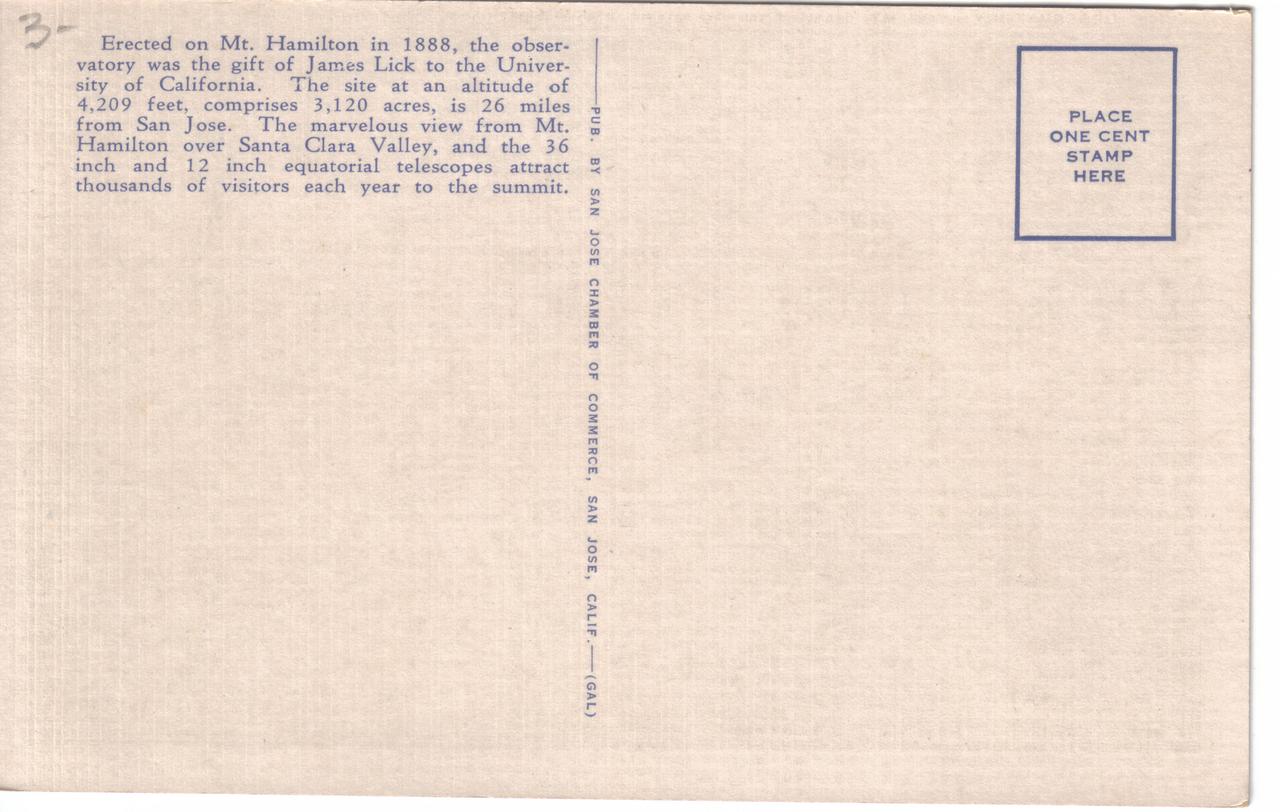 3-
Erected on Mt. Hamilton in 1888, the obser-
vatory was the gift of James Lick to the Univer-
sity of California. The site at an altitude of
4,209 feet, comprises 3,120 acres, is 26 miles
from San Jose. The marvelous view from Mt.
Hamilton over Santa Clara Valley, and the 36
inch and 12 inch equatorial telescopes attract
thousands of visitors each year to the summit.
PUB. BY SAN JOSE CHAMBER OF COMMERCE, SAN JOSE, CALIF.—(GAL)
PLACE
ONE CENT
STAMP
HERE